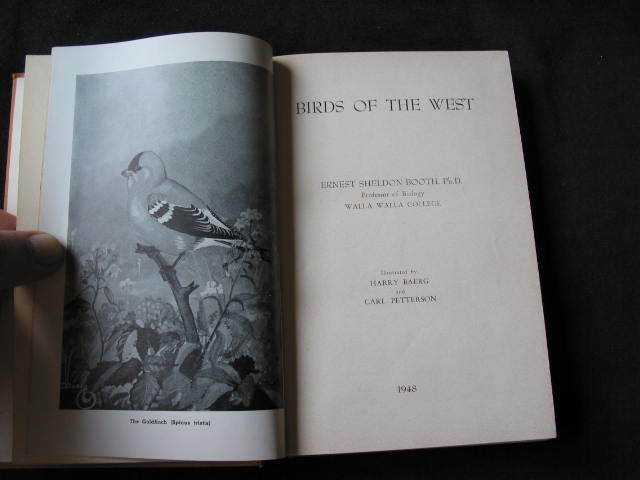 The Goldfinch (Spinus tristis)
BIRDS OF THE WEST
ERNEST SHELDON BOOTH, Ph.D.
Professor of Biology
WALLA WALLA COLLEGE
Illustrated by
HARRY BAERG
and
CARL PETTERSON
1948